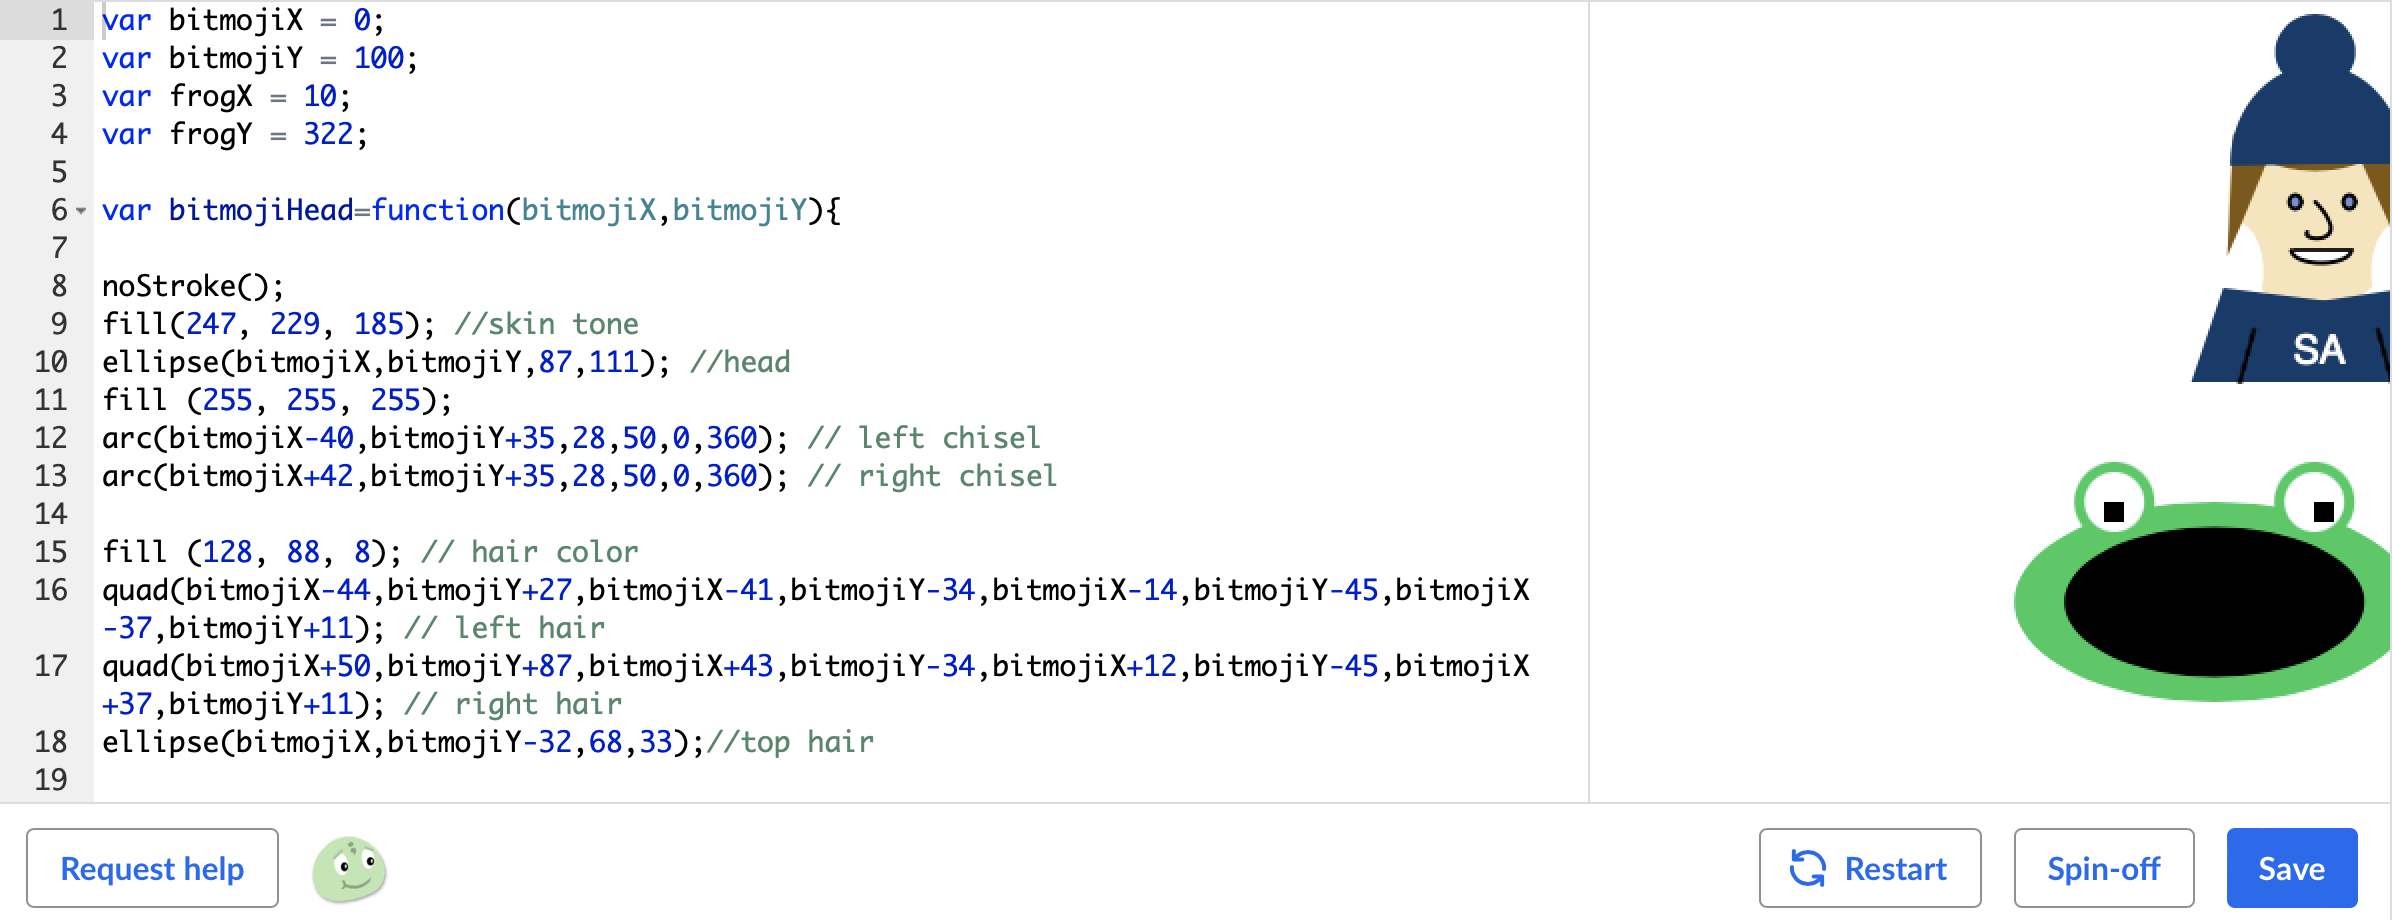 1 var bitmojiX = 0;
2 var bitmojiY = 100;
3 var frogX = 10;
4 var frogY = 322;
5
6 var bitmojiHead=function(bitmojiX,bitmojiY){
7
8 noStroke();
9 fill(247, 229, 185); //skin tone
10 ellipse(bitmojiX,bitmojiY,87,111); //head
11 fill (255, 255, 255);
12 arc(bitmojiX-40,bitmojiY+35,28,50,0,360); // left chisel
13 arc(bitmojiX+42,bitmojiY+35,28,50,0,360); // right chisel
14
15 fill (128, 88, 8); // hair color
16 quad(bitmojiX-44,bitmojiY+27,bitmojiX-41,bitmojiY-34,bitmojiX-14,bitmojiY-45,bitmojiX
-37,bitmojiY+11); // left hair
17 quad(bitmojiX+50,bitmojiY+87,bitmojiX+43,bitmojiY-34,bitmojiX+12,bitmojiY-45,bitmojiX
+37,bitmojiY+11); // right hair
18 ellipse(bitmojiX,bitmojiY-32,68,33);//top hair
19
SA
Request help
Restart
Spin-off
Save